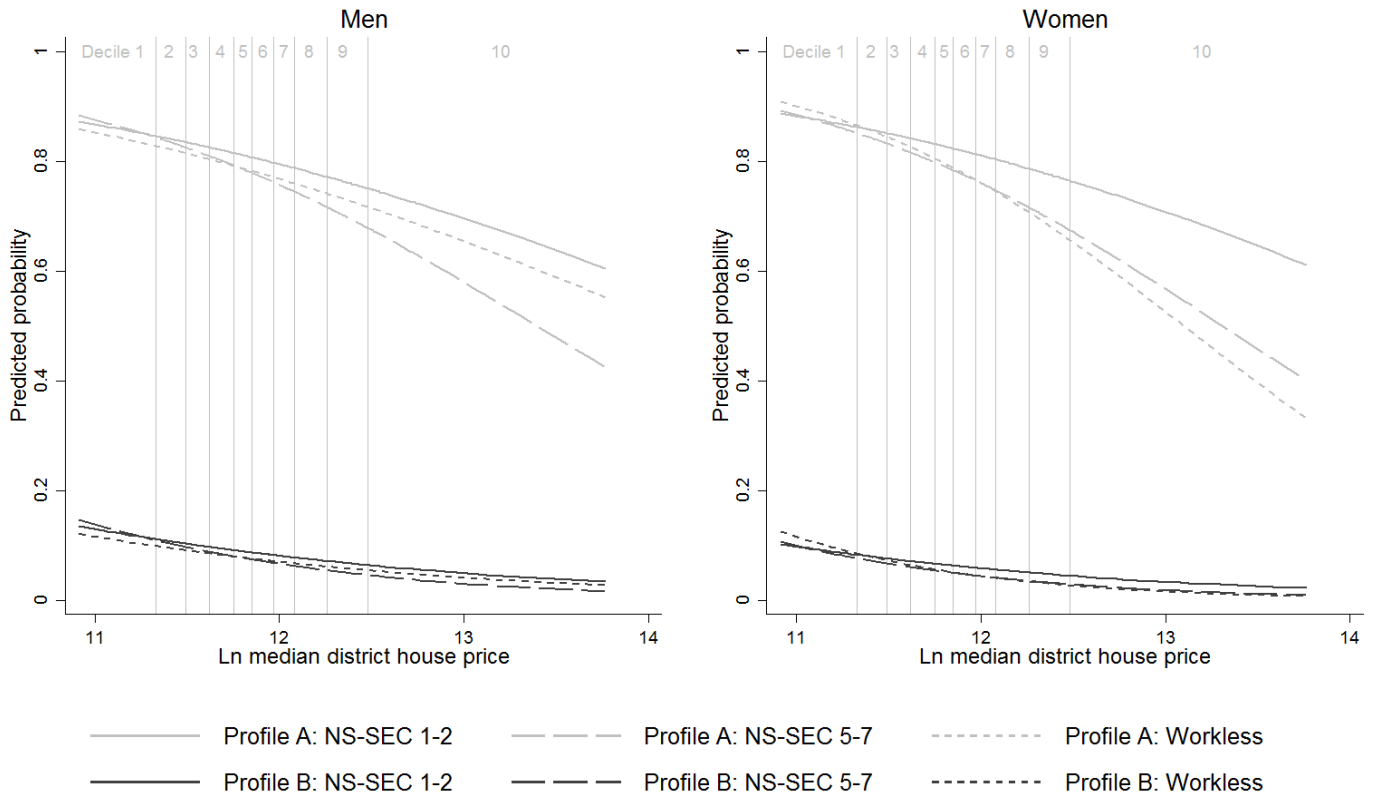 Men
Women
Decile 1 2 3 4 5 6 7 8 9 10
Decile 1 2 3 4 5 6 7 8 9 10
Predicted probability
1
0.8
0.6
0.4
0.2
0
11 12 13 14
Ln median district house price
Predicted probability
1
0.8
0.6
0.4
0.2
0
11 12 13 14
Ln median district house price
Profile A: NS-SEC 1-2
Profile A: NS-SEC 5-7
Profile A: Workless
Profile B: NS-SEC 1-2
Profile B: NS-SEC 5-7
Profile B: Workless